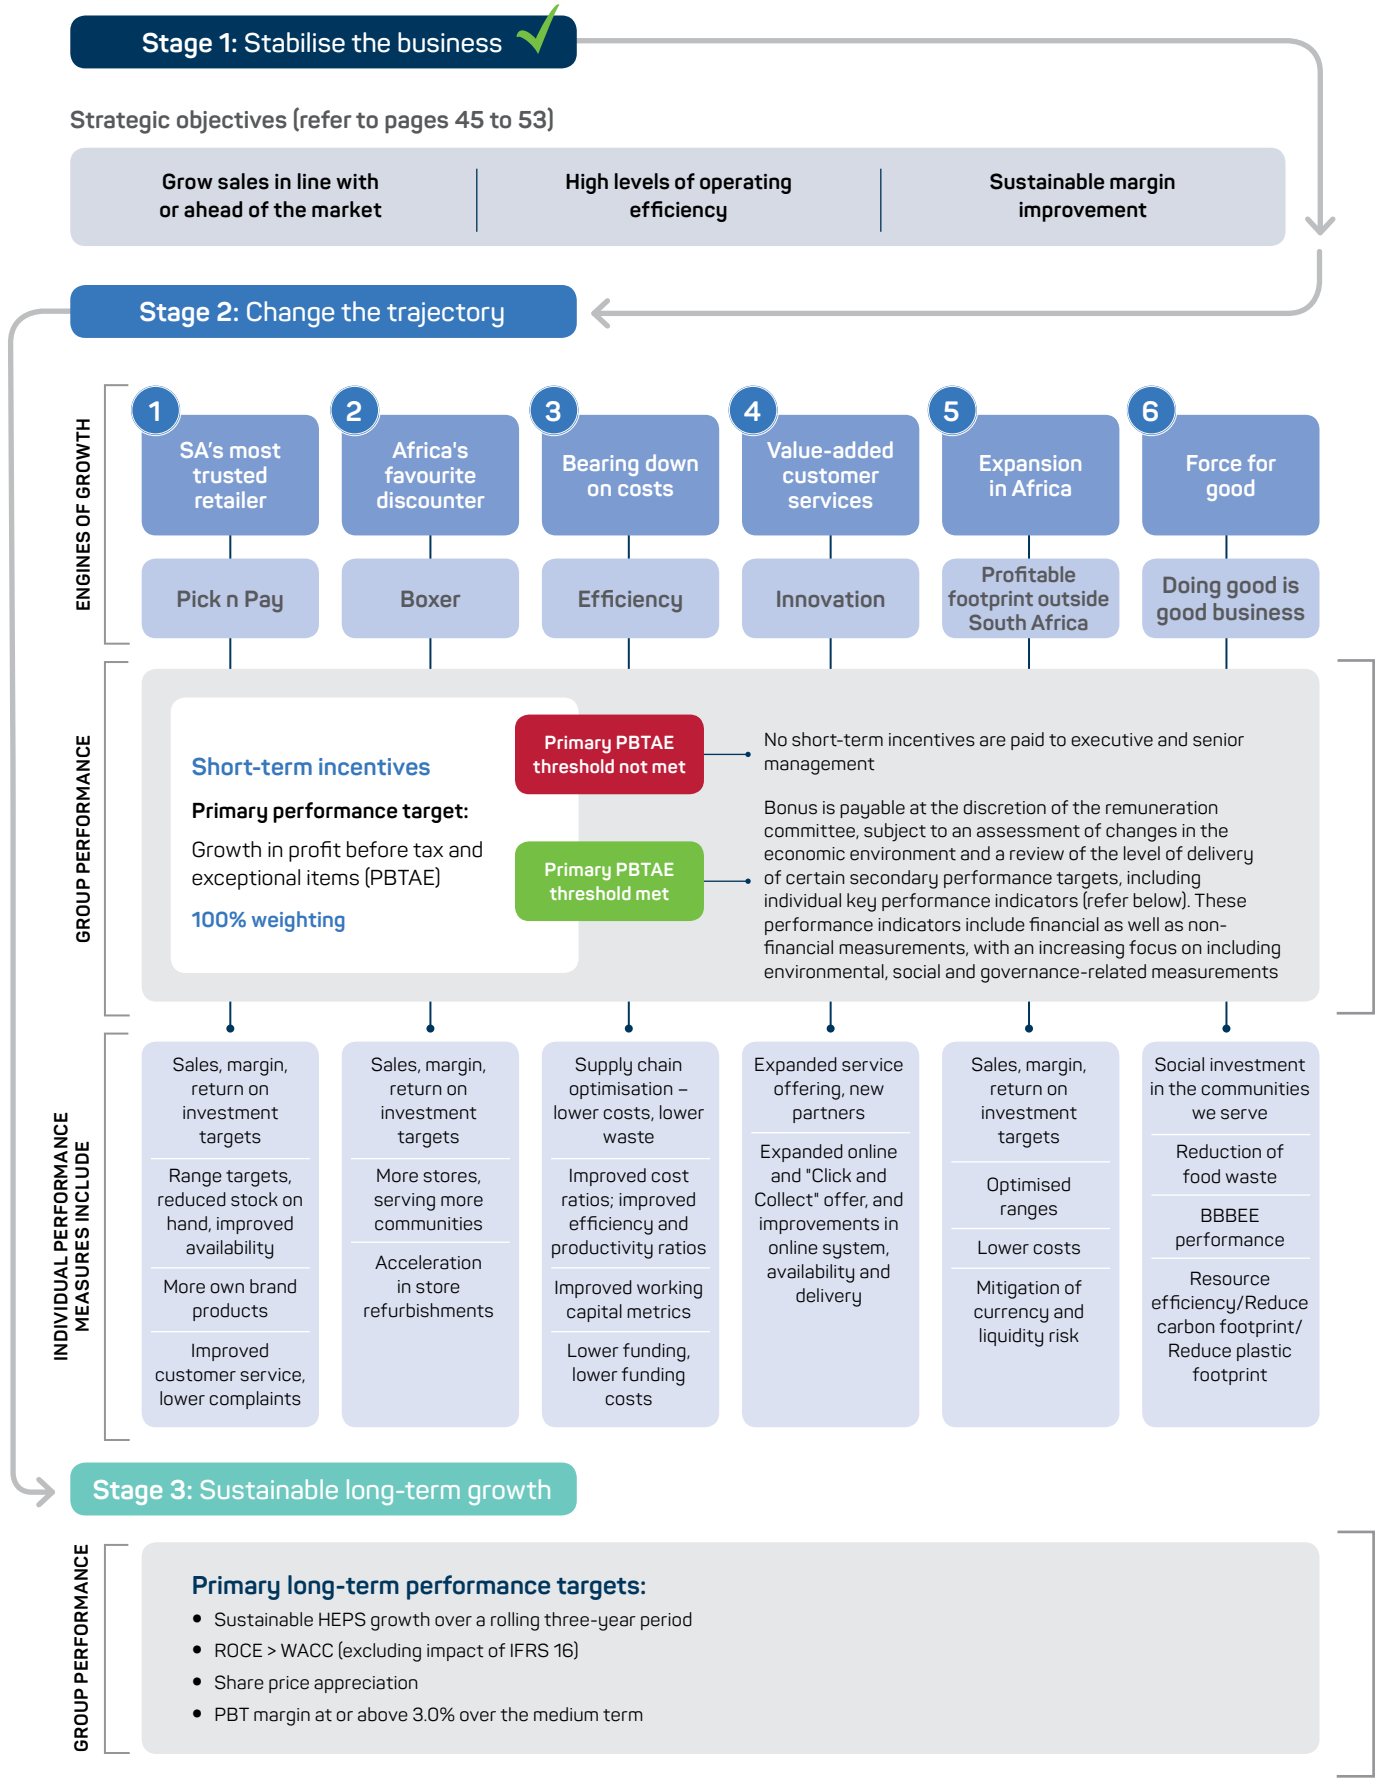 Stage 1: Stabilise the business
Strategic objectives (refer to pages 45 to 53)
Grow sales in line with
or ahead of the market
High levels of operating
efficiency
Sustainable margin
improvement
Stage 2: Change the trajectory
ENGINES OF GROWTH
1
SA's most
trusted
retailer
2
Africa's
favourite
discounter
3
Bearing down
on costs
4
Value-added
customer
services
5
Expansion
in Africa
6
Force for
good
Pick n Pay
Boxer
Efficiency
Innovation
Profitable
footprint outside
South Africa
Doing good is
good business
GROUP PERFORMANCE
Short-term incentives
Primary performance target:
Growth in profit before tax and
exceptional items (PBTAE)
100% weighting
Primary PBTAE
threshold not met
No short-term incentives are paid to executive and senior
management
Primary PBTAE
threshold met
Bonus is payable at the discretion of the remuneration
committee, subject to an assessment of changes in the
economic environment and a review of the level of delivery
of certain secondary performance targets, including
individual key performance indicators (refer below). These
performance indicators include financial as well as non-
financial measurements, with an increasing focus on including
environmental, social and governance-related measurements
INDIVIDUAL PERFORMANCE
MEASURES INCLUDE
Sales, margin,
return on
investment
targets
Range targets,
reduced stock on
hand, improved
availability
More own brand
products
Improved
customer service,
lower complaints
Sales, margin,
return on
investment
targets
More stores,
serving more
communities
Acceleration
in store
refurbishments
Supply chain
optimisation –
lower costs, lower
waste
Improved cost
ratios; improved
efficiency and
productivity ratios
Improved working
capital metrics
Lower funding,
lower funding
costs
Expanded service
offering, new
partners
Expanded online
and "Click and
Collect" offer, and
improvements in
online system,
availability and
delivery
Sales, margin,
return on
investment
targets
Optimised
ranges
Lower costs
Mitigation of
currency and
liquidity risk
Social investment
in the communities
we serve
Reduction of
food waste
BBBEE
performance
Resource
efficiency/Reduce
carbon footprint/
Reduce plastic
footprint
Stage 3: Sustainable long-term growth
GROUP PERFORMANCE
Primary long-term performance targets:
• Sustainable HEPS growth over a rolling three-year period
• ROCE > WACC (excluding impact of IFRS 16)
• Share price appreciation
• PBT margin at or above 3.0% over the medium term